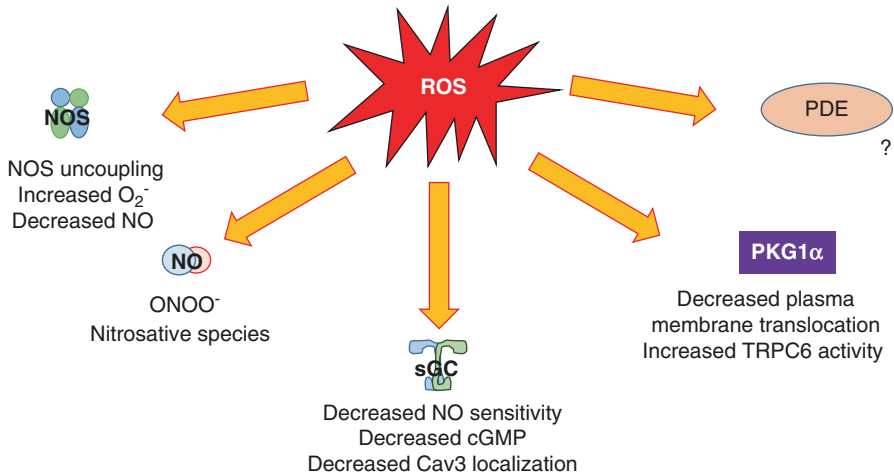 ROS
NOS
NOS uncoupling
Increased O₂⁻
Decreased NO
NO
ONOO⁻
Nitrosative species
sGC
Decreased NO sensitivity
Decreased cGMP
Decreased Cav3 localization
PKG1α
Decreased plasma
membrane translocation
Increased TRPC6 activity
PDE
?